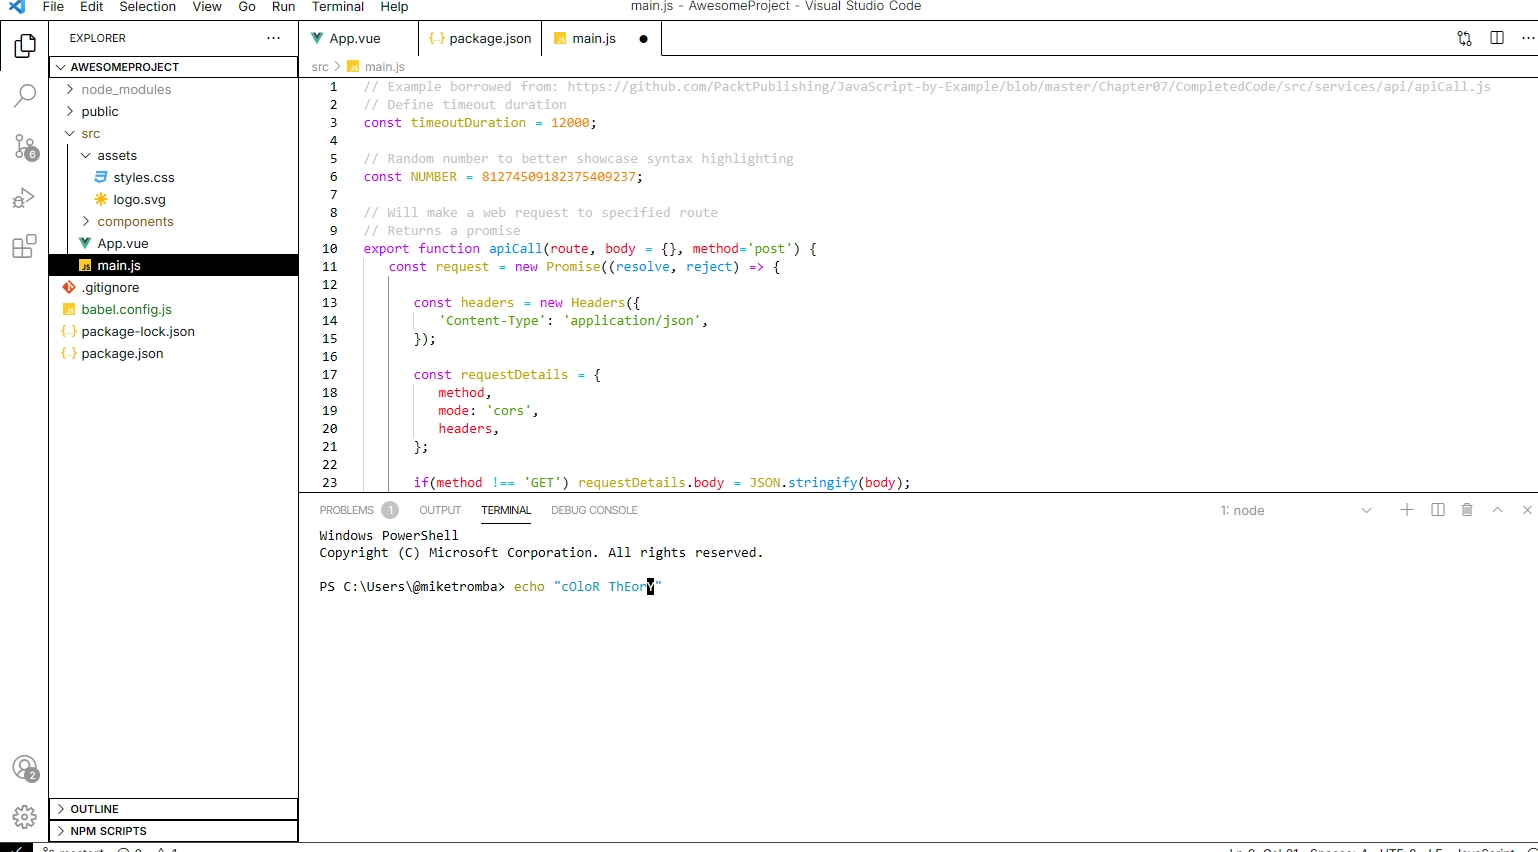 File Edit Selection View Go Run Terminal Help main.js - AwesomeProject - Visual Studio Code
EXPLORER
AWESOMEPROJECT
node_modules
public
src
assets
styles.css
logo.svg
components
App.vue
main.js
.gitignore
babel.config.js
package-lock.json
package.json
OUTLINE
NPM SCRIPTS
6
2
App.vue {..} package.json JS main.js
src > JS main.js
1 // Example borrowed from: https://github.com/PacktPublishing/JavaScript-by-Example/blob/master/Chapter07/CompletedCode/src/services/api/apiCall.js
2 // Define timeout duration
3 const timeoutDuration = 12000;
4
5 // Random number to better showcase syntax highlighting
6 const NUMBER = 81274509182375409237;
7
8 // Will make a web request to specified route
9 // Returns a promise
10 export function apiCall(route, body = {}, method='post') {
11 const request = new Promise((resolve, reject) => {
12
13 const headers = new Headers({
14 'Content-Type': 'application/json',
15 });
16
17 const requestDetails = {
18 method,
19 mode: 'cors',
20 headers,
21 };
22
23 if(method !== 'GET') requestDetails.body = JSON.stringify(body);
PROBLEMS 1 OUTPUT TERMINAL DEBUG CONSOLE 1: node
Windows PowerShell
Copyright (C) Microsoft Corporation. All rights reserved.
PS C:\Users\@miketromba> echo "cOloR ThEorY"